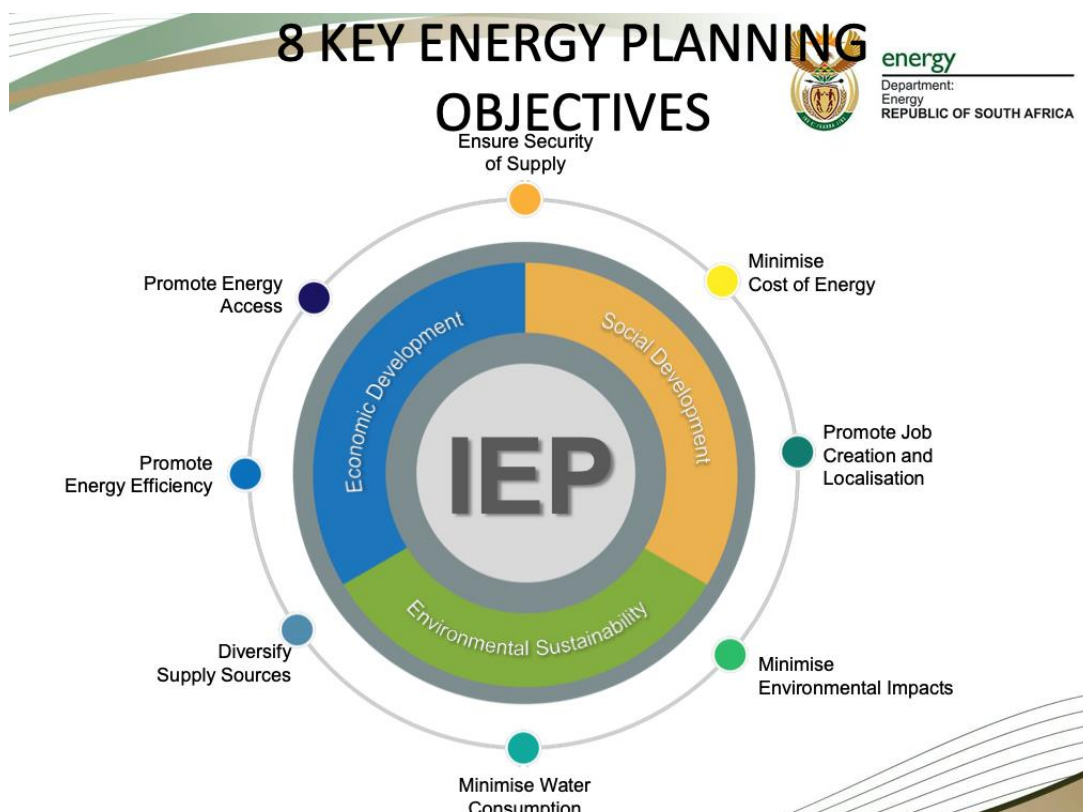 8 KEY ENERGY PLANNING
OBJECTIVES
energy
Department:
Energy
REPUBLIC OF SOUTH AFRICA
Ensure Security
of Supply
Minimise
Cost of Energy
Promote Job
Creation and
Localisation
Minimise
Environmental Impacts
Minimise Water
Consumption
Diversify
Supply Sources
Promote
Energy Efficiency
Promote Energy
Access
Economic Development
Social Development
Environmental Sustainability
IEP